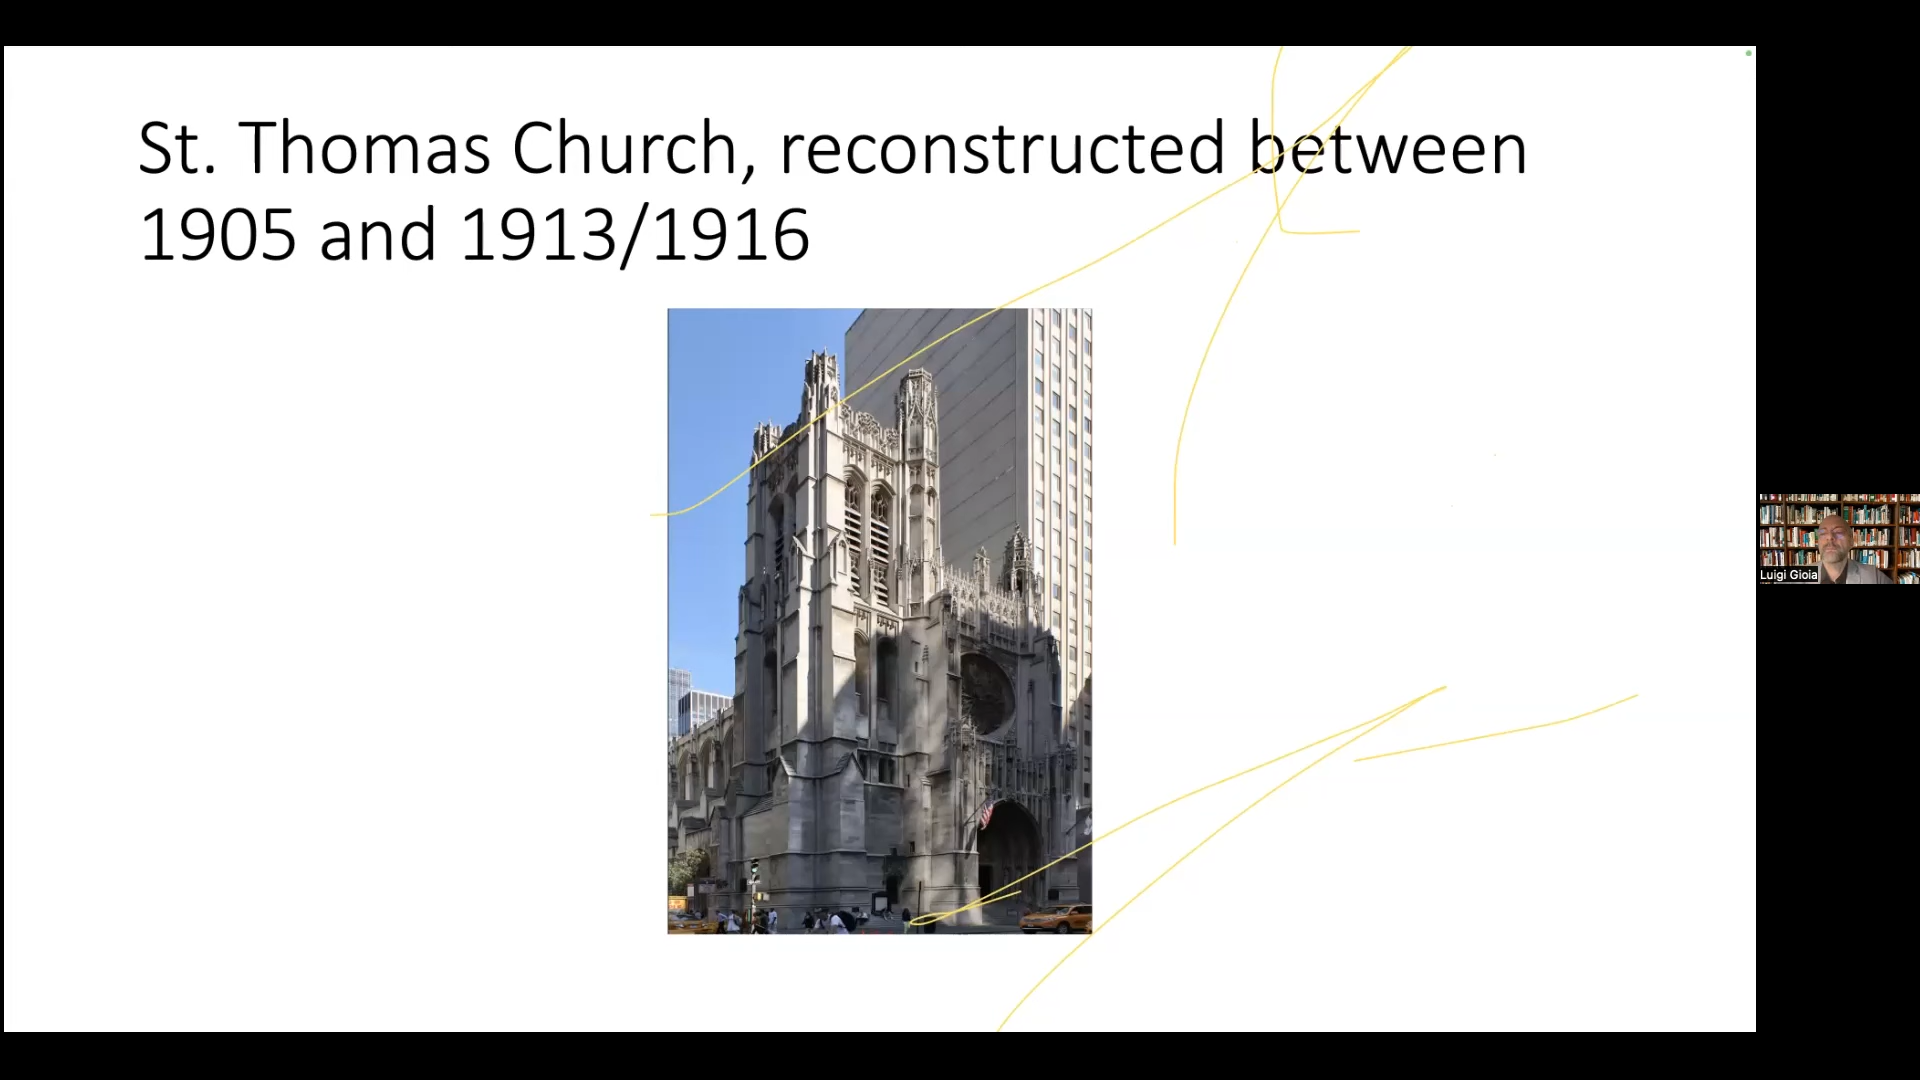 St. Thomas Church, reconstructed between
1905 and 1913/1916
Luigi Gioia